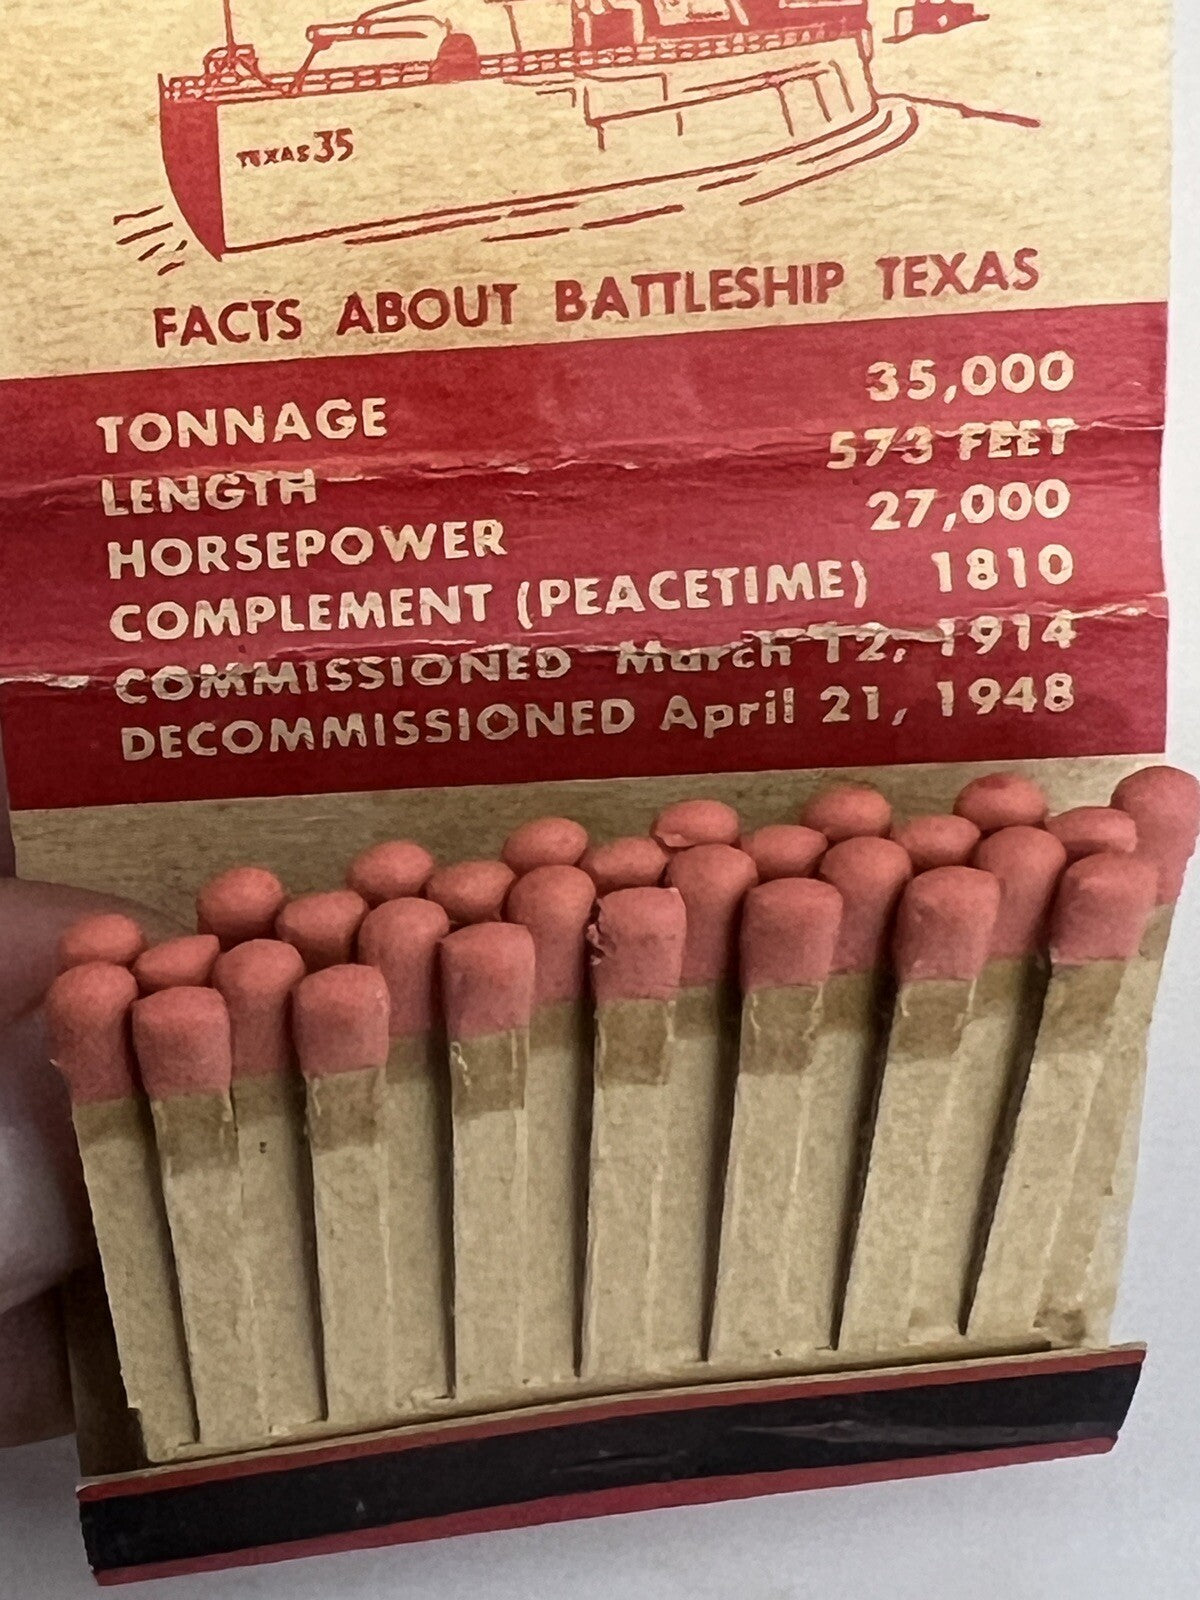 TEXAS 35
FACTS ABOUT BATTLESHIP TEXAS
TONNAGE 35,000
LENGTH 573 FEET
HORSEPOWER 27,000
COMPLEMENT (PEACETIME) 1810
COMMISSIONED March 12, 1914
DECOMMISSIONED April 21, 1948